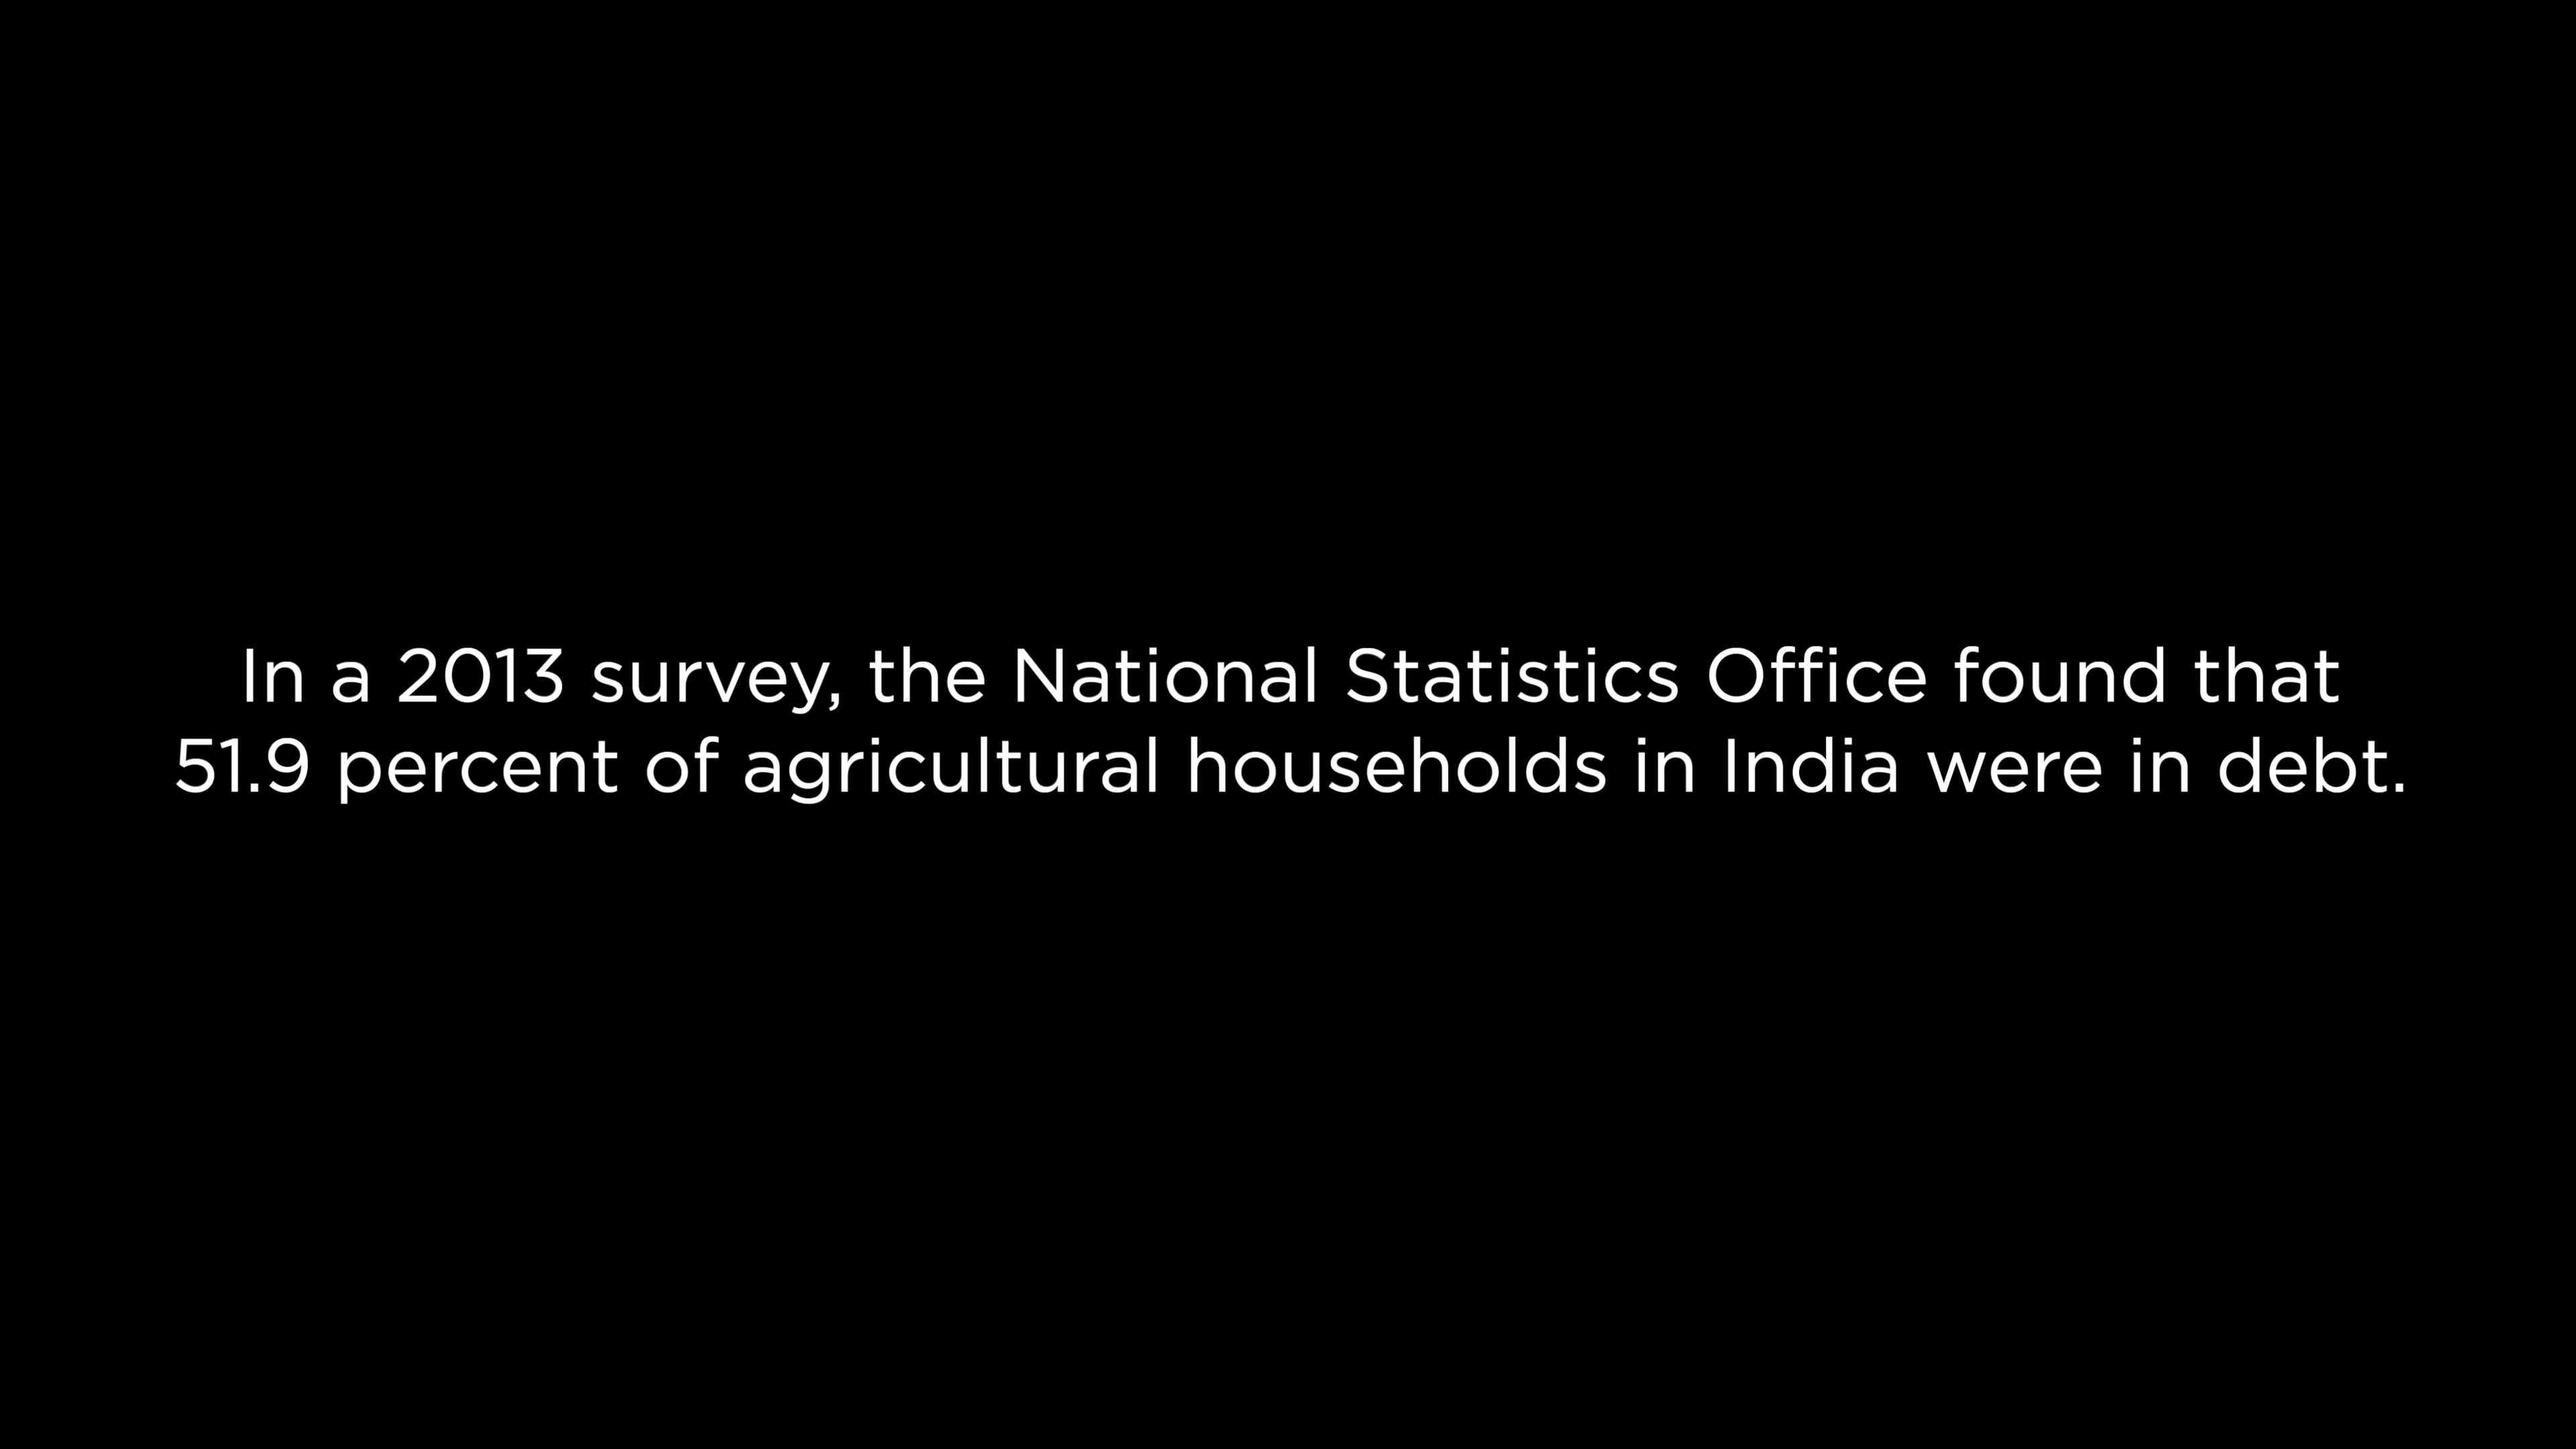 In a 2013 survey, the National Statistics Office found that
51.9 percent of agricultural households in India were in debt.